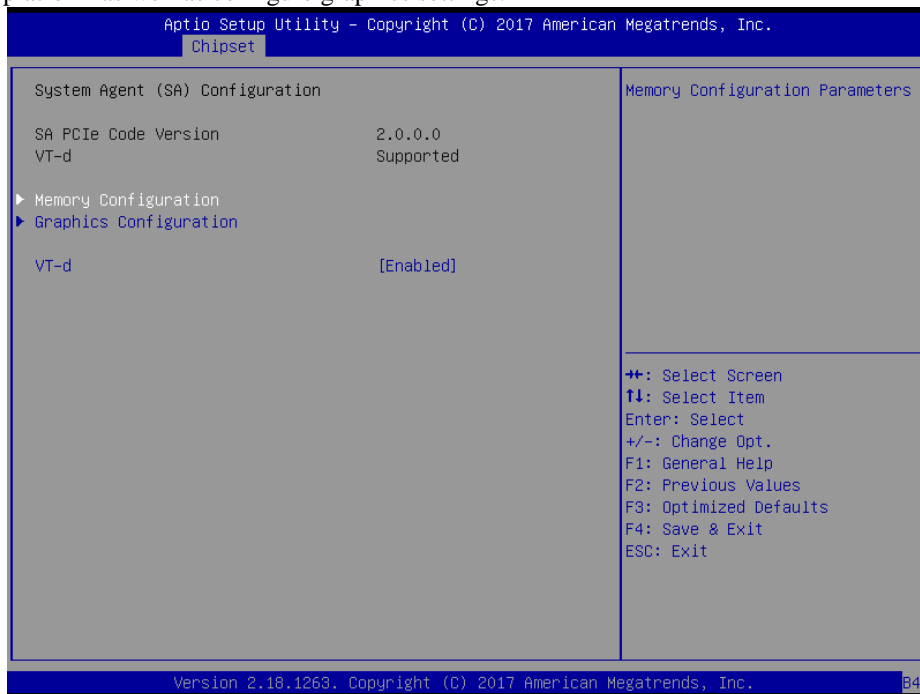 Aptio Setup Utility – Copyright (C) 2017 American Megatrends, Inc.
Chipset
System Agent (SA) Configuration
SA PCIe Code Version 2.0.0.0
VT-d Supported
Memory Configuration
Graphics Configuration
VT-d [Enabled]
Memory Configuration Parameters
→←: Select Screen
↑↓: Select Item
Enter: Select
+/-: Change Opt.
F1: General Help
F2: Previous Values
F3: Optimized Defaults
F4: Save & Exit
ESC: Exit
Version 2.18.1263. Copyright (C) 2017 American Megatrends, Inc.
B4